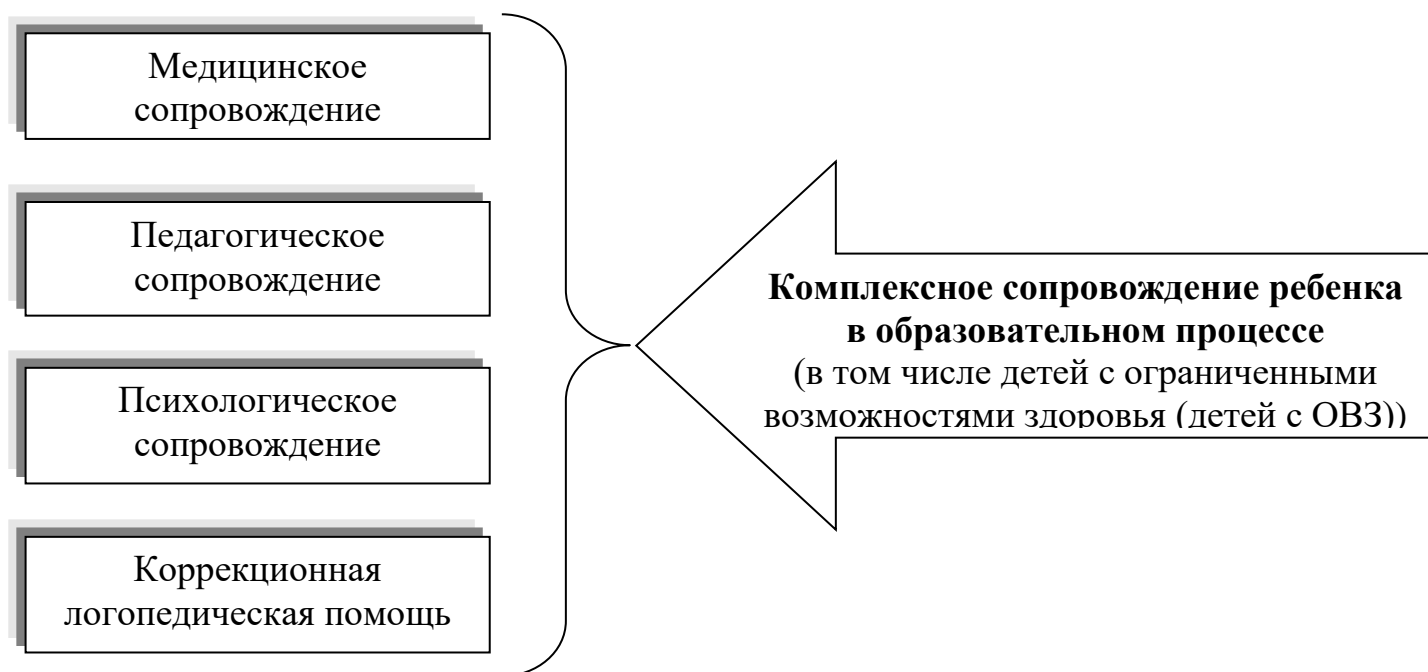 Медицинское
сопровождение
Педагогическое
сопровождение
Психологическое
сопровождение
Коррекционная
логопедическая помощь
Комплексное сопровождение ребенка
в образовательном процессе
(в том числе детей с ограниченными
возможностями здоровья (детей с ОВЗ))